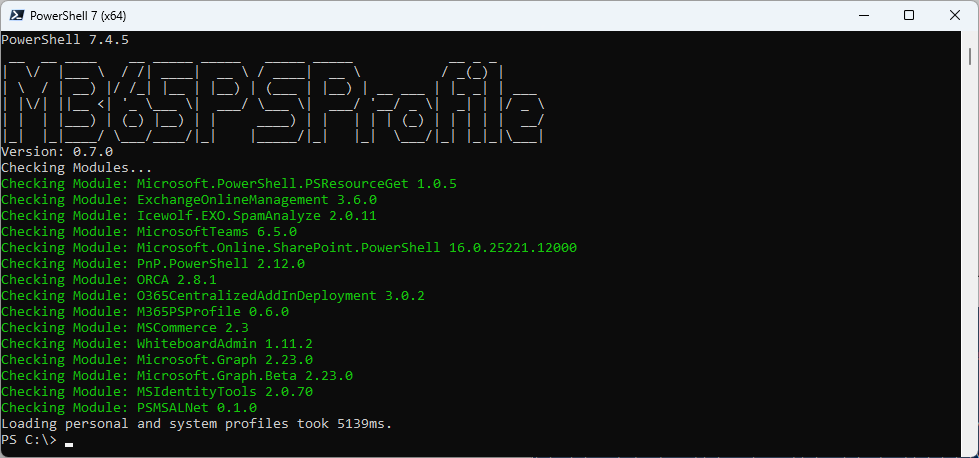 PowerShell 7 (x64)
PowerShell 7.4.5
M365PSProfile
Version: 0.7.0
Checking Modules...
Checking Module: Microsoft.PowerShell.PSResourceGet 1.0.5
Checking Module: ExchangeOnlineManagement 3.6.0
Checking Module: Icewolf.EXO.SpamAnalyze 2.0.11
Checking Module: MicrosoftTeams 6.5.0
Checking Module: Microsoft.Online.SharePoint.PowerShell 16.0.25221.12000
Checking Module: PnP.PowerShell 2.12.0
Checking Module: ORCA 2.8.1
Checking Module: O365CentralizedAddInDeployment 3.0.2
Checking Module: M365PSProfile 0.6.0
Checking Module: MSCommerce 2.3
Checking Module: WhiteboardAdmin 1.11.2
Checking Module: Microsoft.Graph 2.23.0
Checking Module: Microsoft.Graph.Beta 2.23.0
Checking Module: MSIdentityTools 2.0.70
Checking Module: PSMSALNet 0.1.0
Loading personal and system profiles took 5139ms.
PS C:\>